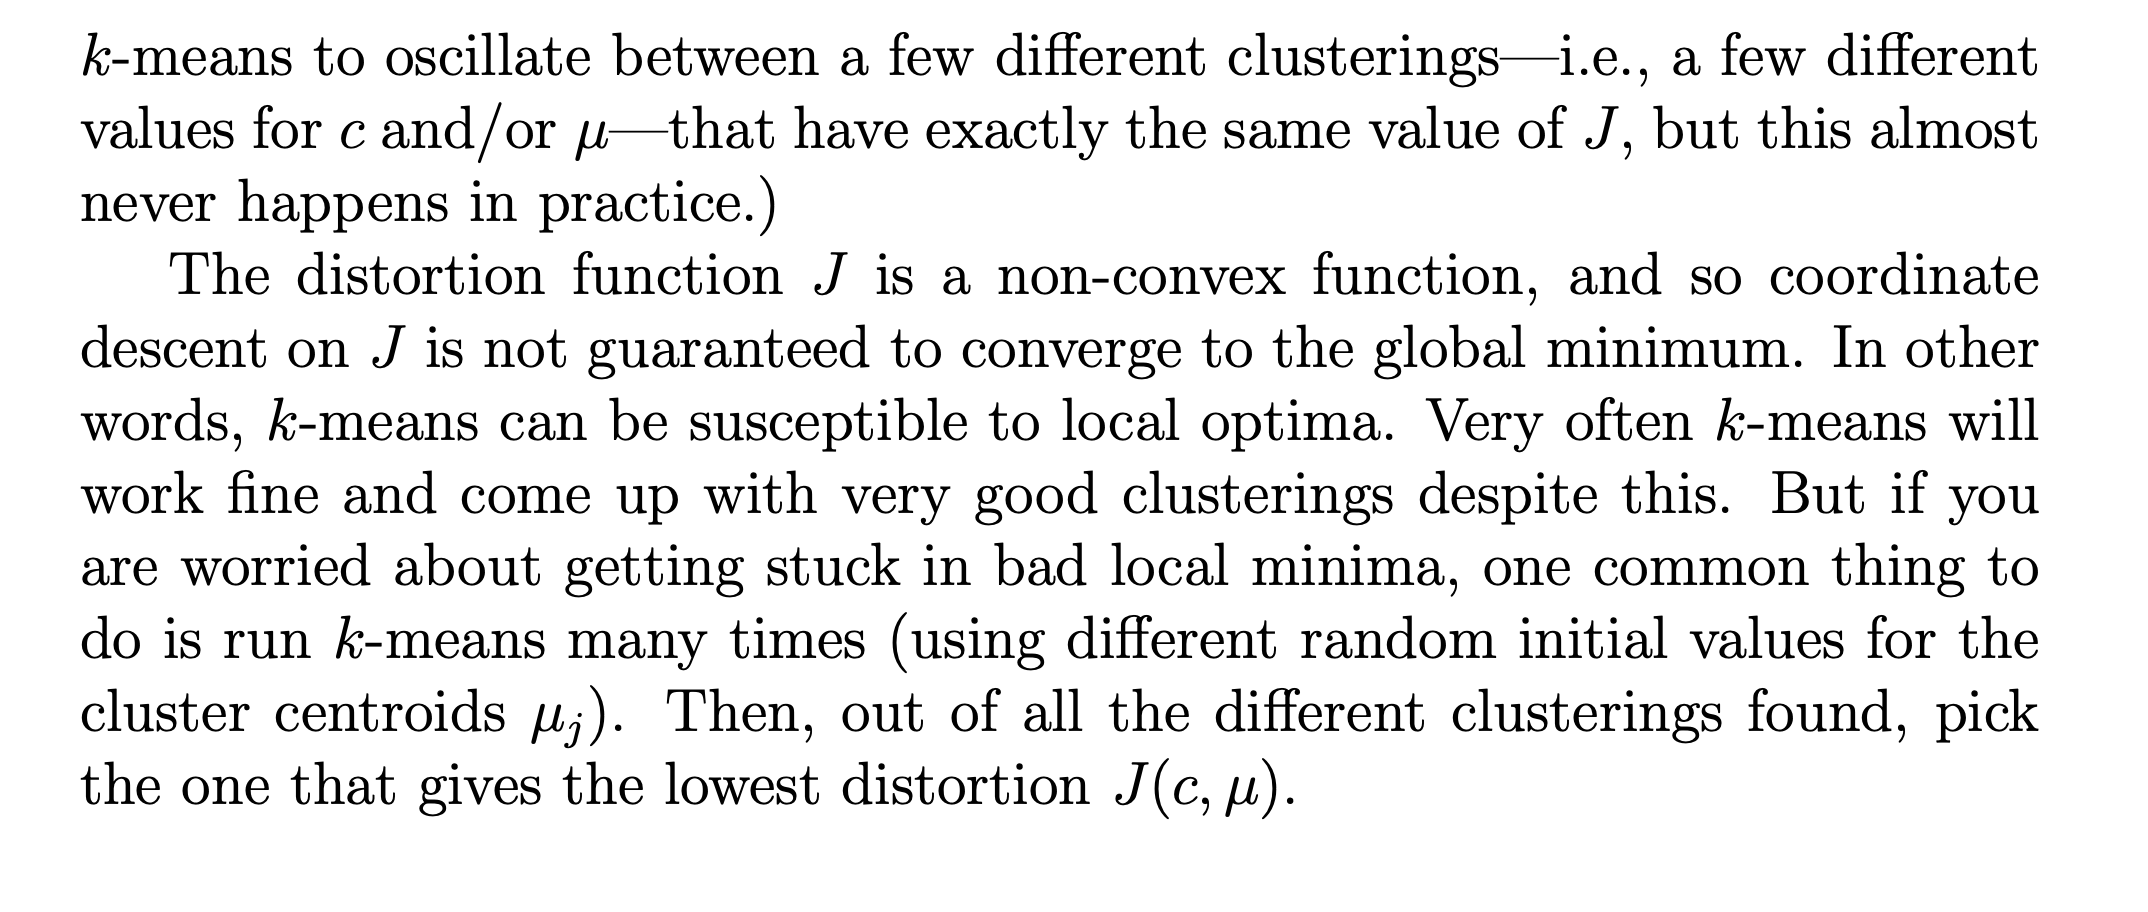 k-means to oscillate between a few different clusterings—i.e., a few different
values for c and/or μ—that have exactly the same value of J, but this almost
never happens in practice.)
The distortion function J is a non-convex function, and so coordinate
descent on J is not guaranteed to converge to the global minimum. In other
words, k-means can be susceptible to local optima. Very often k-means will
work fine and come up with very good clusterings despite this. But if you
are worried about getting stuck in bad local minima, one common thing to
do is run k-means many times (using different random initial values for the
cluster centroids μj). Then, out of all the different clusterings found, pick
the one that gives the lowest distortion J(c, μ).